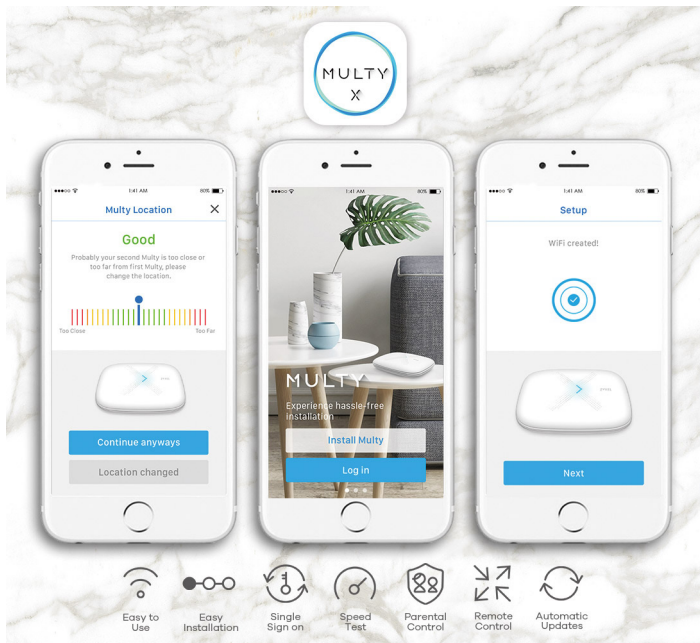 MULTY
X
1:41 AM
80%
Multy Location
Good
Probably your second Multy is too close or
too far from first Multy, please
change the location.
Too Close
Too Far
Continue anyways
Location changed
1:41 AM
80%
MULTY
Experience hassle-free
installation
Install Multy
Log in
1:41 AM
80%
Setup
WiFi created!
Next
Easy to
Use
Easy
Installation
Single
Sign on
Speed
Test
Parental
Control
Remote
Control
Automatic
Updates